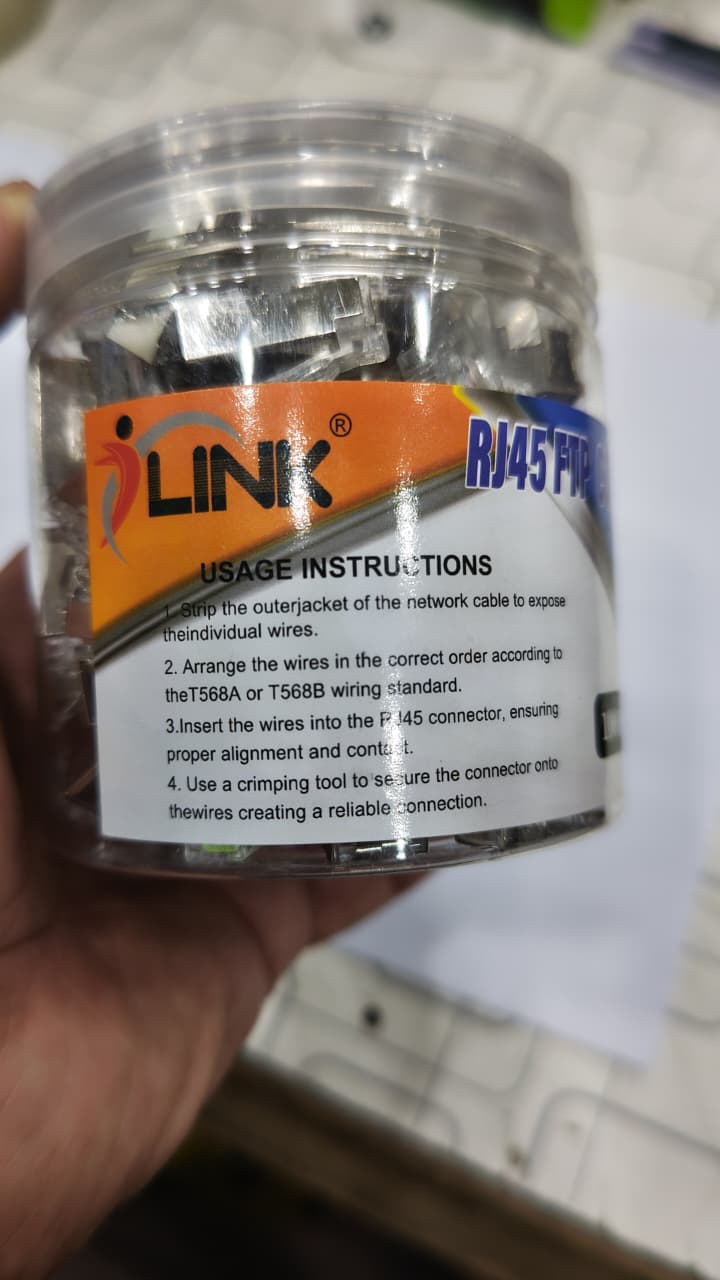 iLINK®
RJ45 FTP
USAGE INSTRUCTIONS
1. Strip the outerjacket of the network cable to expose
theindividual wires.
2. Arrange the wires in the correct order according to
theT568A or T568B wiring standard.
3.Insert the wires into the RJ45 connector, ensuring
proper alignment and contact.
4. Use a crimping tool to secure the connector onto
thewires creating a reliable connection.